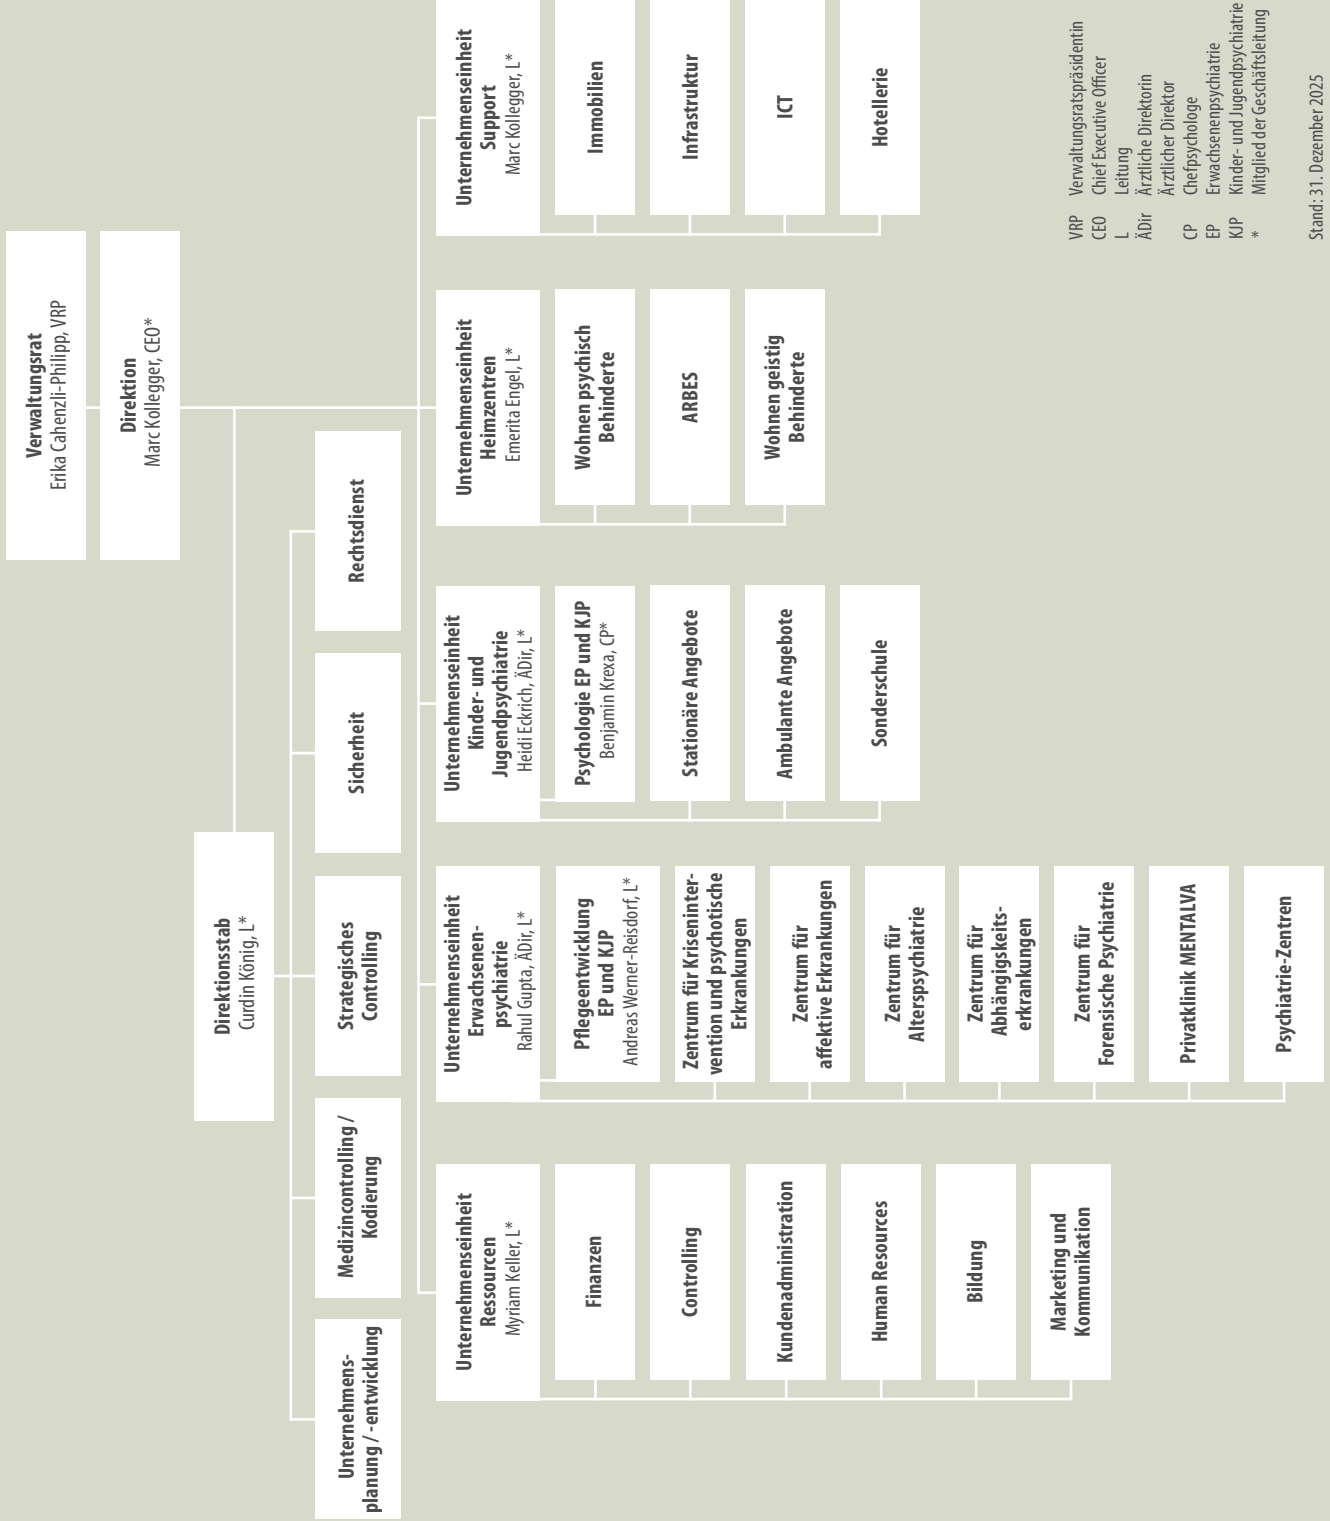 Verwaltungsrat
Erika Cahenzli-Philipp, VRP
Direktion
Marc Kollegger, CEO*
Direktionsstab
Curdin König, L*
Unternehmens-
planung / -entwicklung
Medizincontrolling /
Kodierung
Strategisches
Controlling
Sicherheit
Rechtsdienst
Unternehmenseinheit
Ressourcen
Myriam Keller, L*
Finanzen
Controlling
Kundenadministration
Human Resources
Bildung
Marketing und
Kommunikation
Unternehmenseinheit
Erwachsenen-
psychiatrie
Rahul Gupta, ÄDir, L*
Pflegeentwicklung
EP und KJP
Andreas Werner-Reisdorf, L*
Zentrum für Kriseninter-
vention und psychotische
Erkrankungen
Zentrum für
affektive Erkrankungen
Zentrum für
Alterspsychiatrie
Zentrum für
Abhängigkeits-
erkrankungen
Zentrum für
Forensische Psychiatrie
Privatklinik MENTALVA
Psychiatrie-Zentren
Unternehmenseinheit
Kinder- und
Jugendpsychiatrie
Heidi Eckrich, ÄDir, L*
Psychologie EP und KJP
Benjamin Krexa, CP*
Stationäre Angebote
Ambulante Angebote
Sonderschule
Unternehmenseinheit
Heimzentren
Emerita Engel, L*
Wohnen psychisch
Behinderte
ARBES
Wohnen geistig
Behinderte
Unternehmenseinheit
Support
Marc Kollegger, L*
Immobilien
Infrastruktur
ICT
Hotellerie
VRP Verwaltungsratspräsidentin
CEO Chief Executive Officer
L Leitung
ÄDir Ärztliche Direktorin
Ärztlicher Direktor
CP Chefpsychologe
EP Erwachsenenpsychiatrie
KJP Kinder- und Jugendpsychiatrie
* Mitglied der Geschäftsleitung
Stand: 31. Dezember 2025